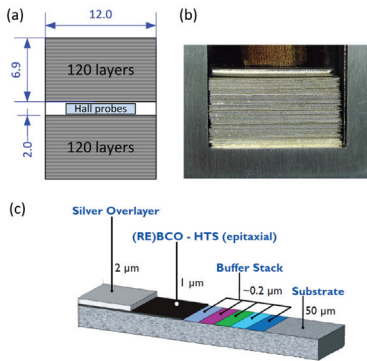 (a)
12.0
6.9
120 layers
Hall probes
2.0
120 layers
(b)
(c)
Silver Overlayer
(RE)BCO - HTS (epitaxial)
Buffer Stack
2 μm
1 μm
~0.2 μm
Substrate
50 μm